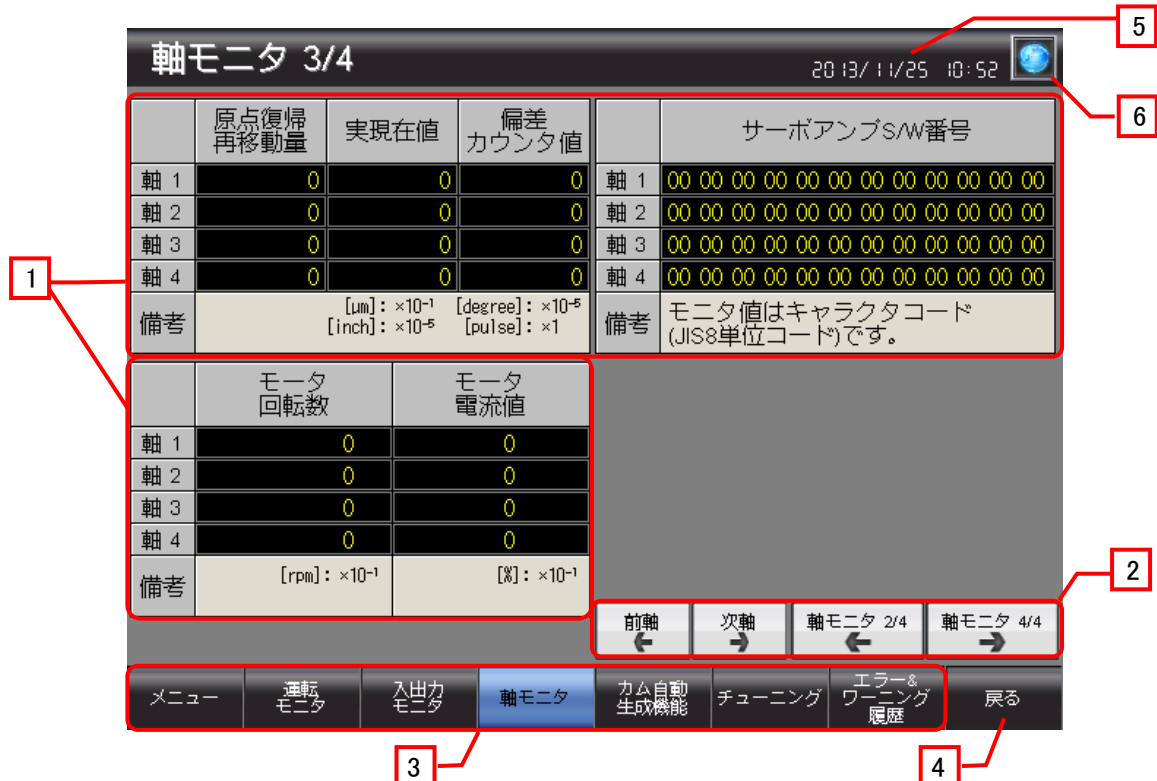 5
軸モニタ 3/4
2013/11/25 10:52
6
原点復帰
再移動量
実現在値
偏差
カウンタ値
軸 1 0 0 0
軸 2 0 0 0
軸 3 0 0 0
軸 4 0 0 0
備考
[μm]: ×10⁻¹ [degree]: ×10⁻⁵
[inch]: ×10⁻⁵ [pulse]: ×1
サーボアンプS/W番号
軸 1 00 00 00 00 00 00 00 00 00 00 00 00
軸 2 00 00 00 00 00 00 00 00 00 00 00 00
軸 3 00 00 00 00 00 00 00 00 00 00 00 00
軸 4 00 00 00 00 00 00 00 00 00 00 00 00
備考
モニタ値はキャラクタコード
(JIS8単位コード)です。
1
モータ
回転数
モータ
電流値
軸 1 0 0
軸 2 0 0
軸 3 0 0
軸 4 0 0
備考 [rpm]: ×10⁻¹ [%]: ×10⁻¹
2
前軸
次軸
軸モニタ 2/4
軸モニタ 4/4
メニュー
運転
モニタ
入出力
モニタ
軸モニタ
カム自動
生成機能
チューニング
エラー&
ワーニング
履歴
戻る
3
4